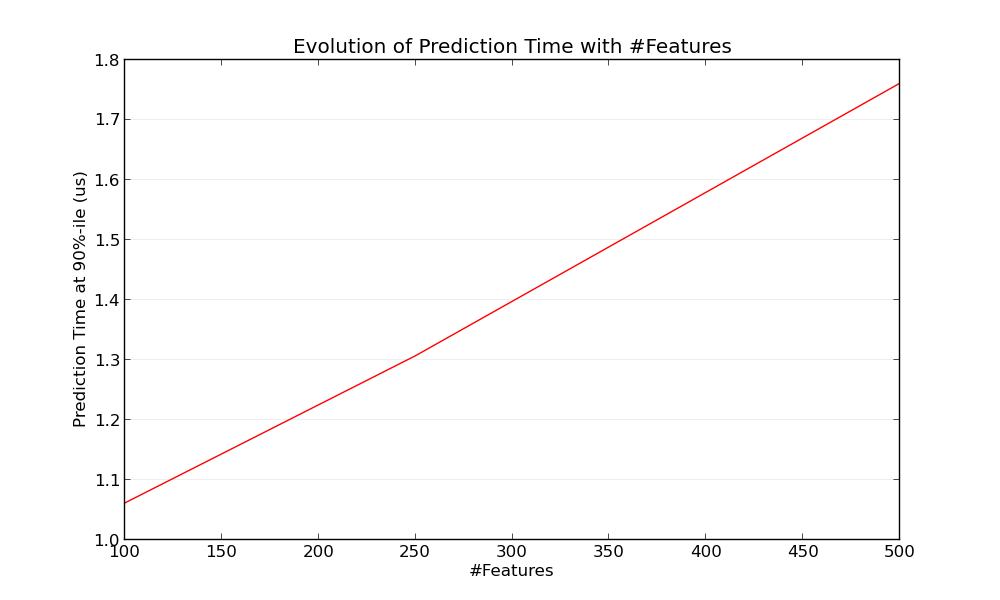 Evolution of Prediction Time with #Features
Prediction Time at 90%-ile (us)
1.8
1.7
1.6
1.5
1.4
1.3
1.2
1.1
1.0
100 150 200 250 300 350 400 450 500
#Features